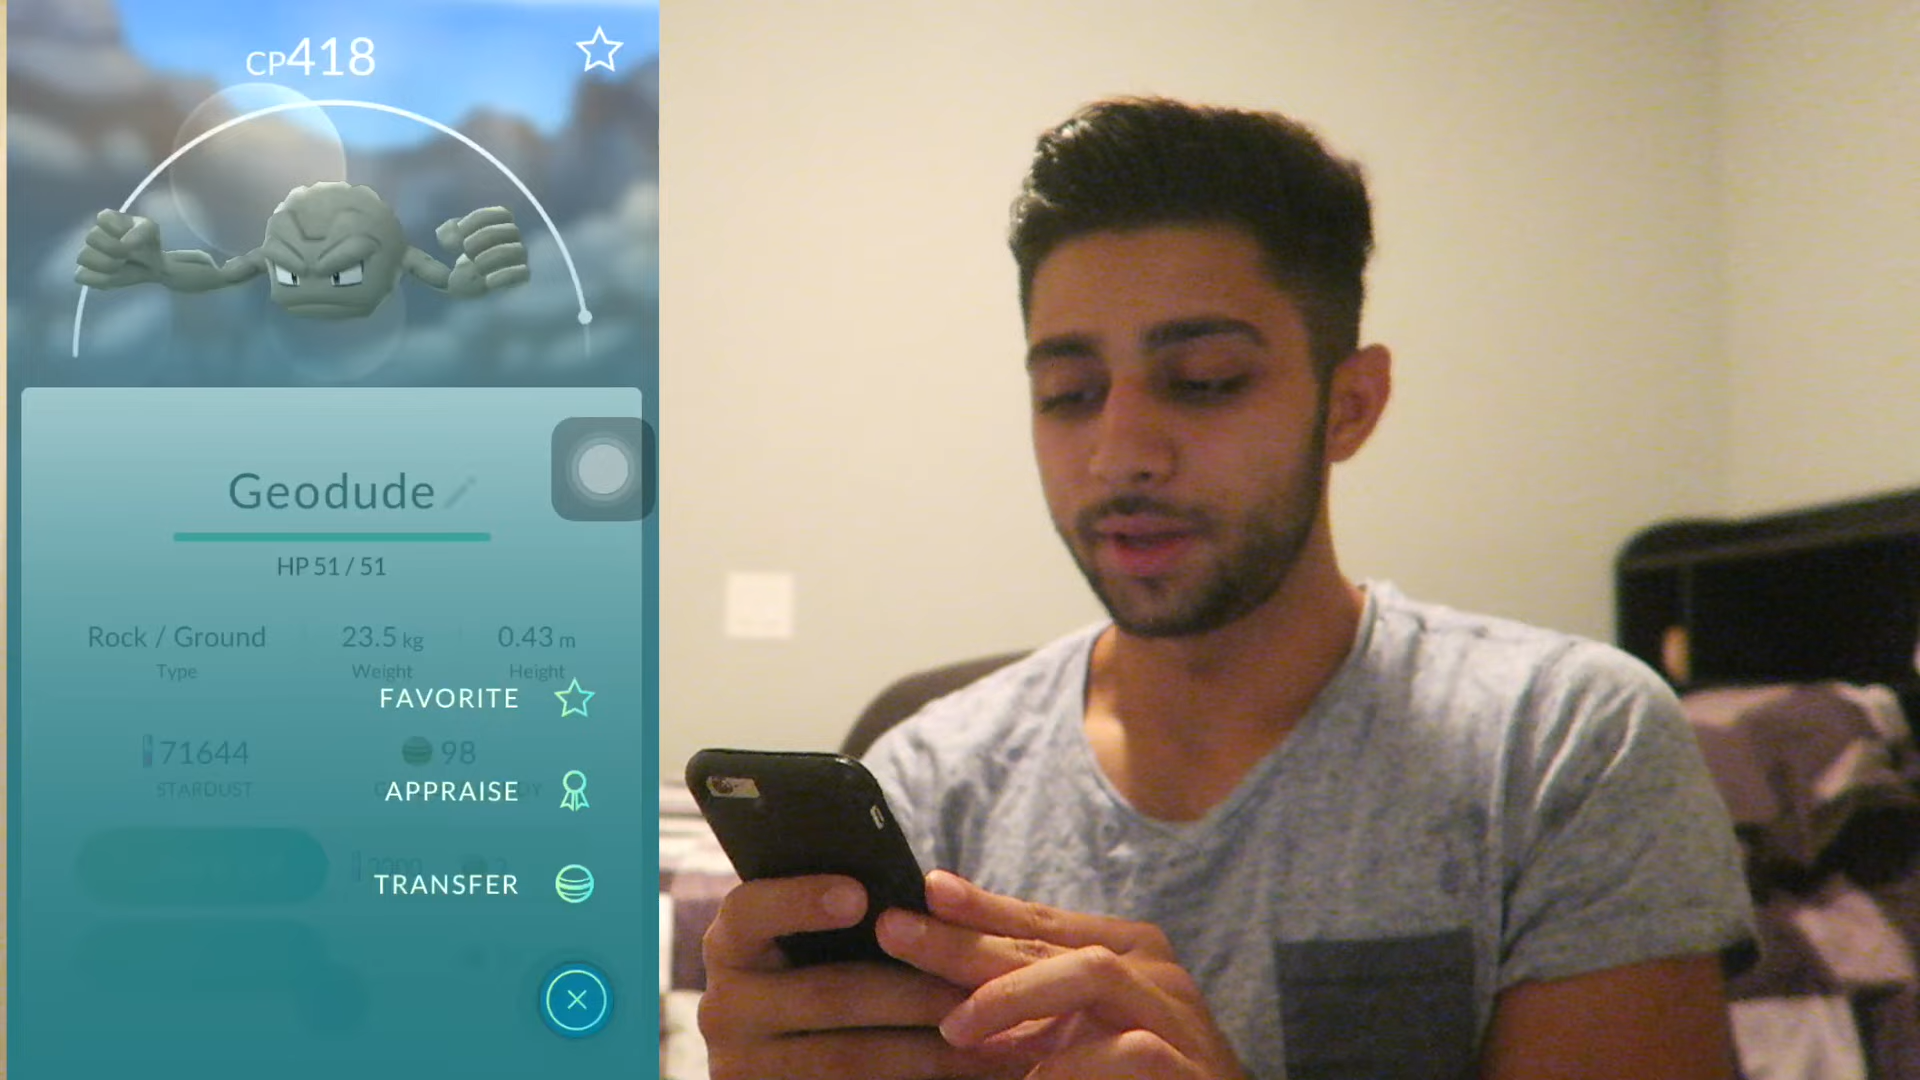 CP418
Geodude
HP 51 / 51
Rock / Ground
23.5 kg
0.43 m
Type
Weight
Height
FAVORITE
71644
98
STARDUST
APPRAISE
TRANSFER